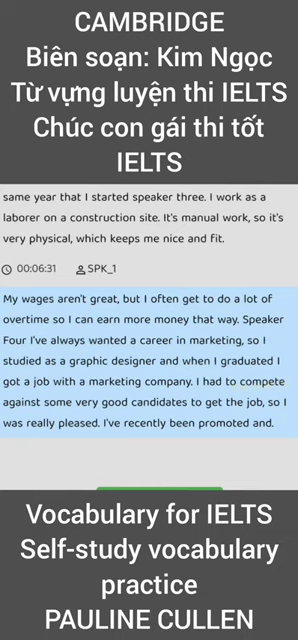 CAMBRIDGE
Biên soạn: Kim Ngọc
Từ vựng luyện thi IELTS
Chúc con gái thi tốt
IELTS
same year that I started speaker three. I work as a
laborer on a construction site. It's manual work, so it's
very physical, which keeps me nice and fit.
00:06:31 SPK_1
My wages aren't great, but I often get to do a lot of
overtime so I can earn more money that way. Speaker
Four I've always wanted a career in marketing, so I
studied as a graphic designer and when I graduated I
got a job with a marketing company. I had to compete
against some very good candidates to get the job, so I
was really pleased. I've recently been promoted and.
Vocabulary for IELTS
Self-study vocabulary
practice
PAULINE CULLEN